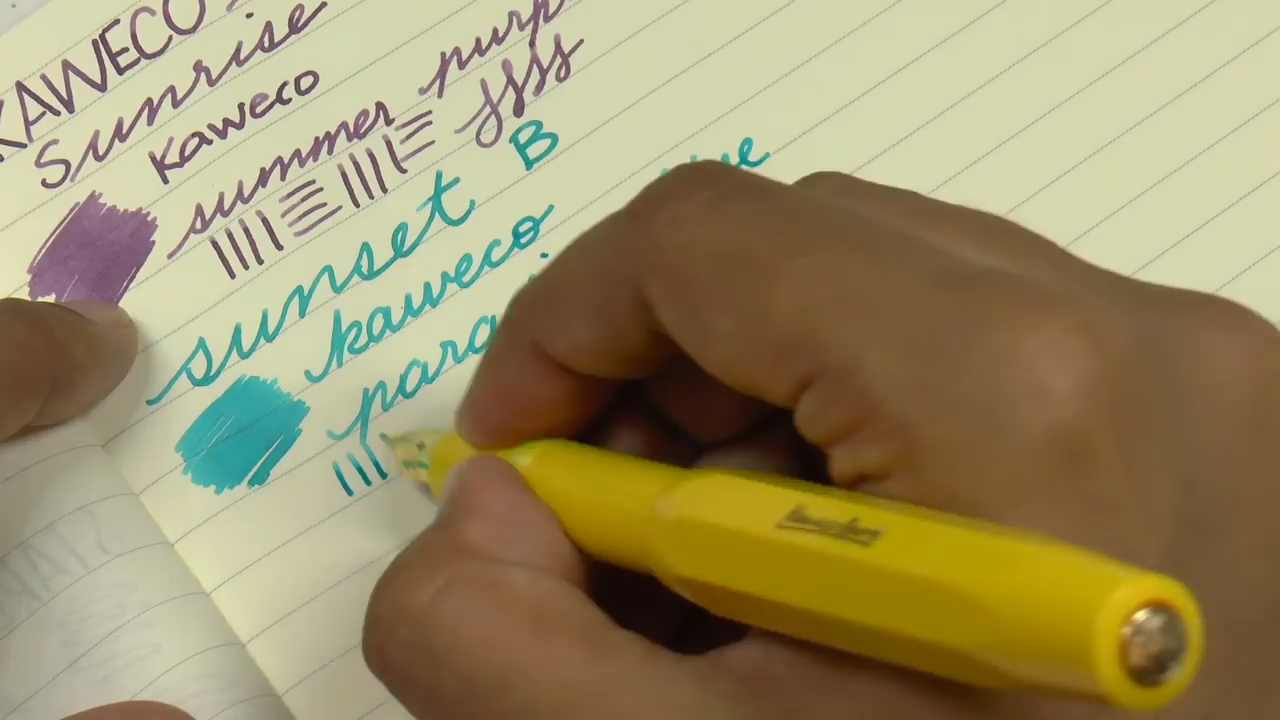 KAWECO
Sunrise
kaweco
summer purp
sunset B
kaweco
para